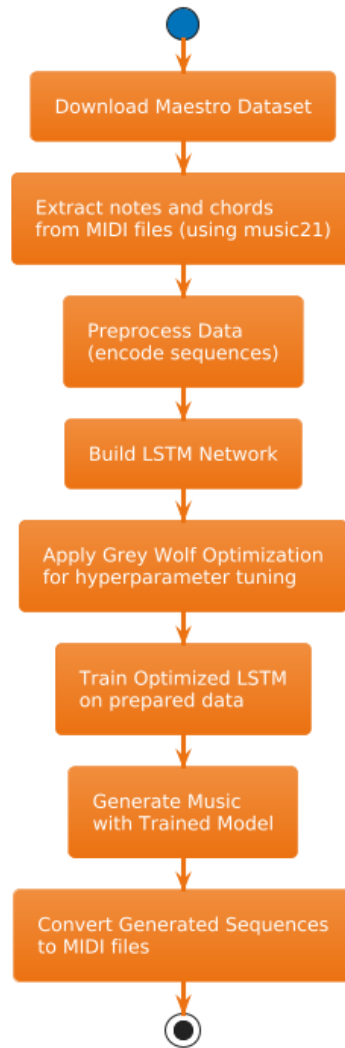 Download Maestro Dataset
Extract notes and chords
from MIDI files (using music21)
Preprocess Data
(encode sequences)
Build LSTM Network
Apply Grey Wolf Optimization
for hyperparameter tuning
Train Optimized LSTM
on prepared data
Generate Music
with Trained Model
Convert Generated Sequences
to MIDI files